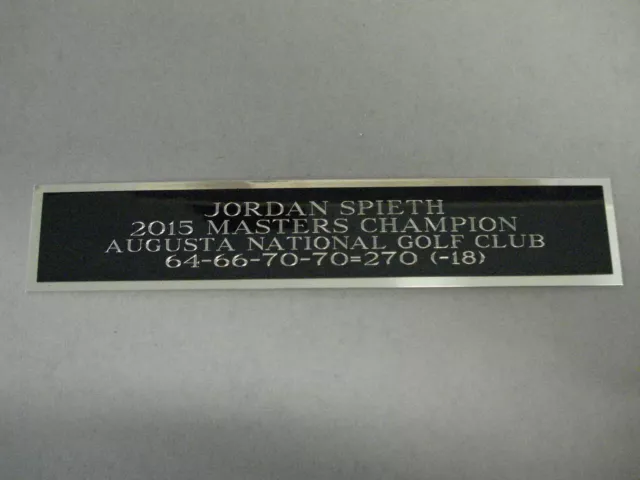 JORDAN SPIETH
2015 MASTERS CHAMPION
AUGUSTA NATIONAL GOLF CLUB
64-66-70-70=270 (-18)